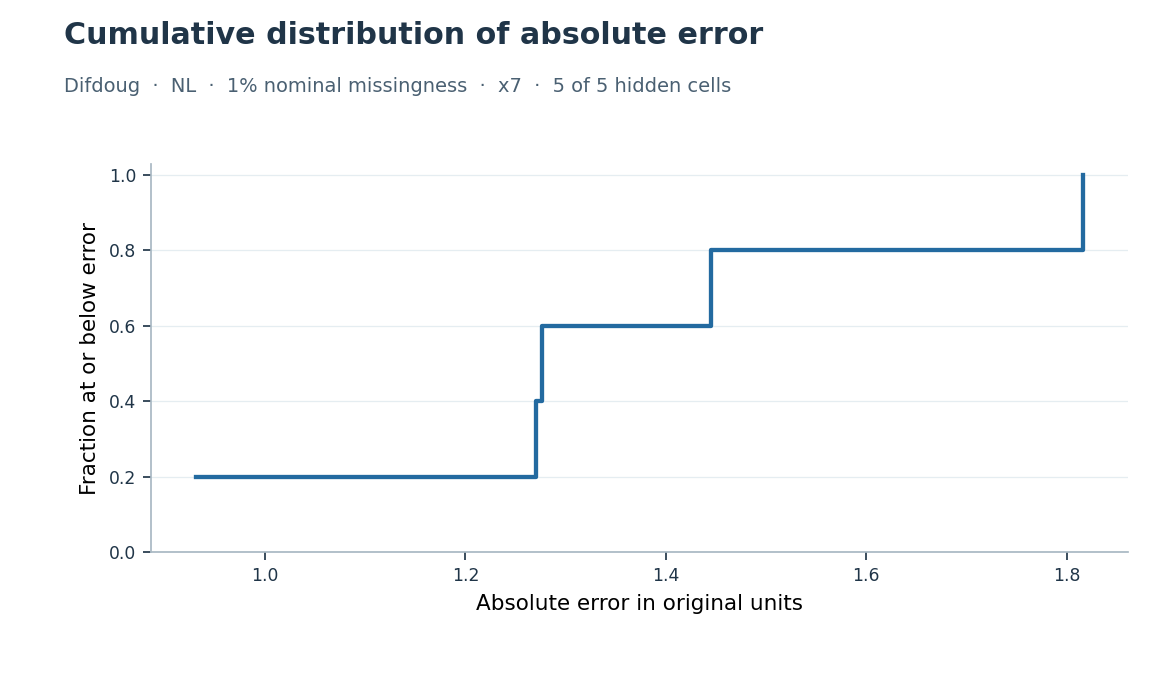 Cumulative distribution of absolute error
Difdoug · NL · 1% nominal missingness · x7 · 5 of 5 hidden cells
Fraction at or below error
1.0
0.8
0.6
0.4
0.2
0.0
1.0 1.2 1.4 1.6 1.8
Absolute error in original units